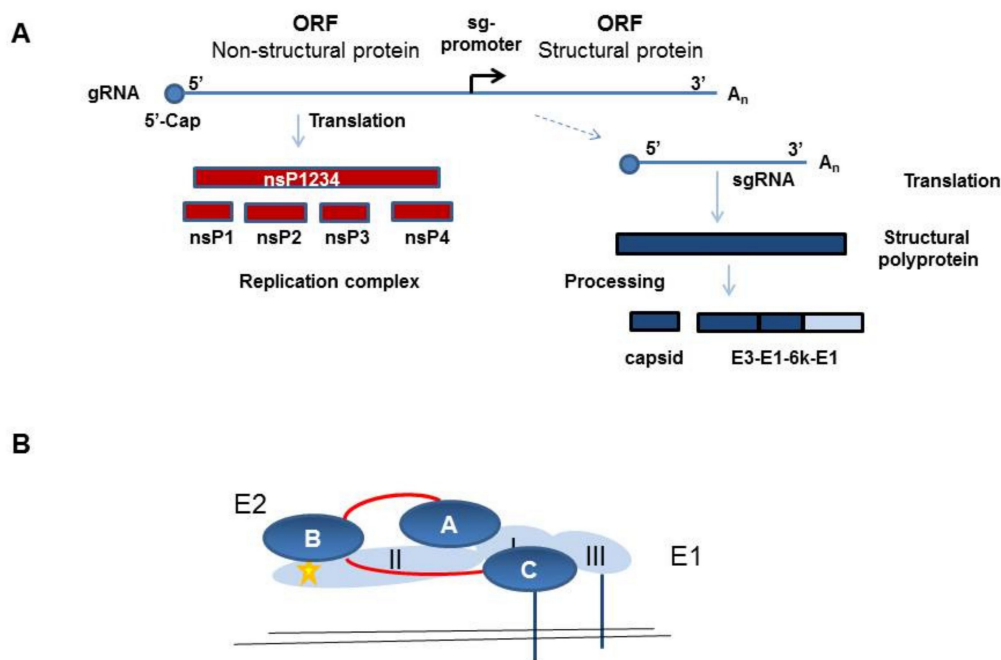 A
ORF
Non-structural protein
sg-
promoter
ORF
Structural protein
gRNA
5’
3’
An
5’-Cap
Translation
5’
3’
An
sgRNA
Translation
nsP1234
nsP1 nsP2 nsP3 nsP4
Structural
polyprotein
Replication complex
Processing
capsid
E3-E1-6k-E1
B
E2
A
B
I
II
III
E1
C